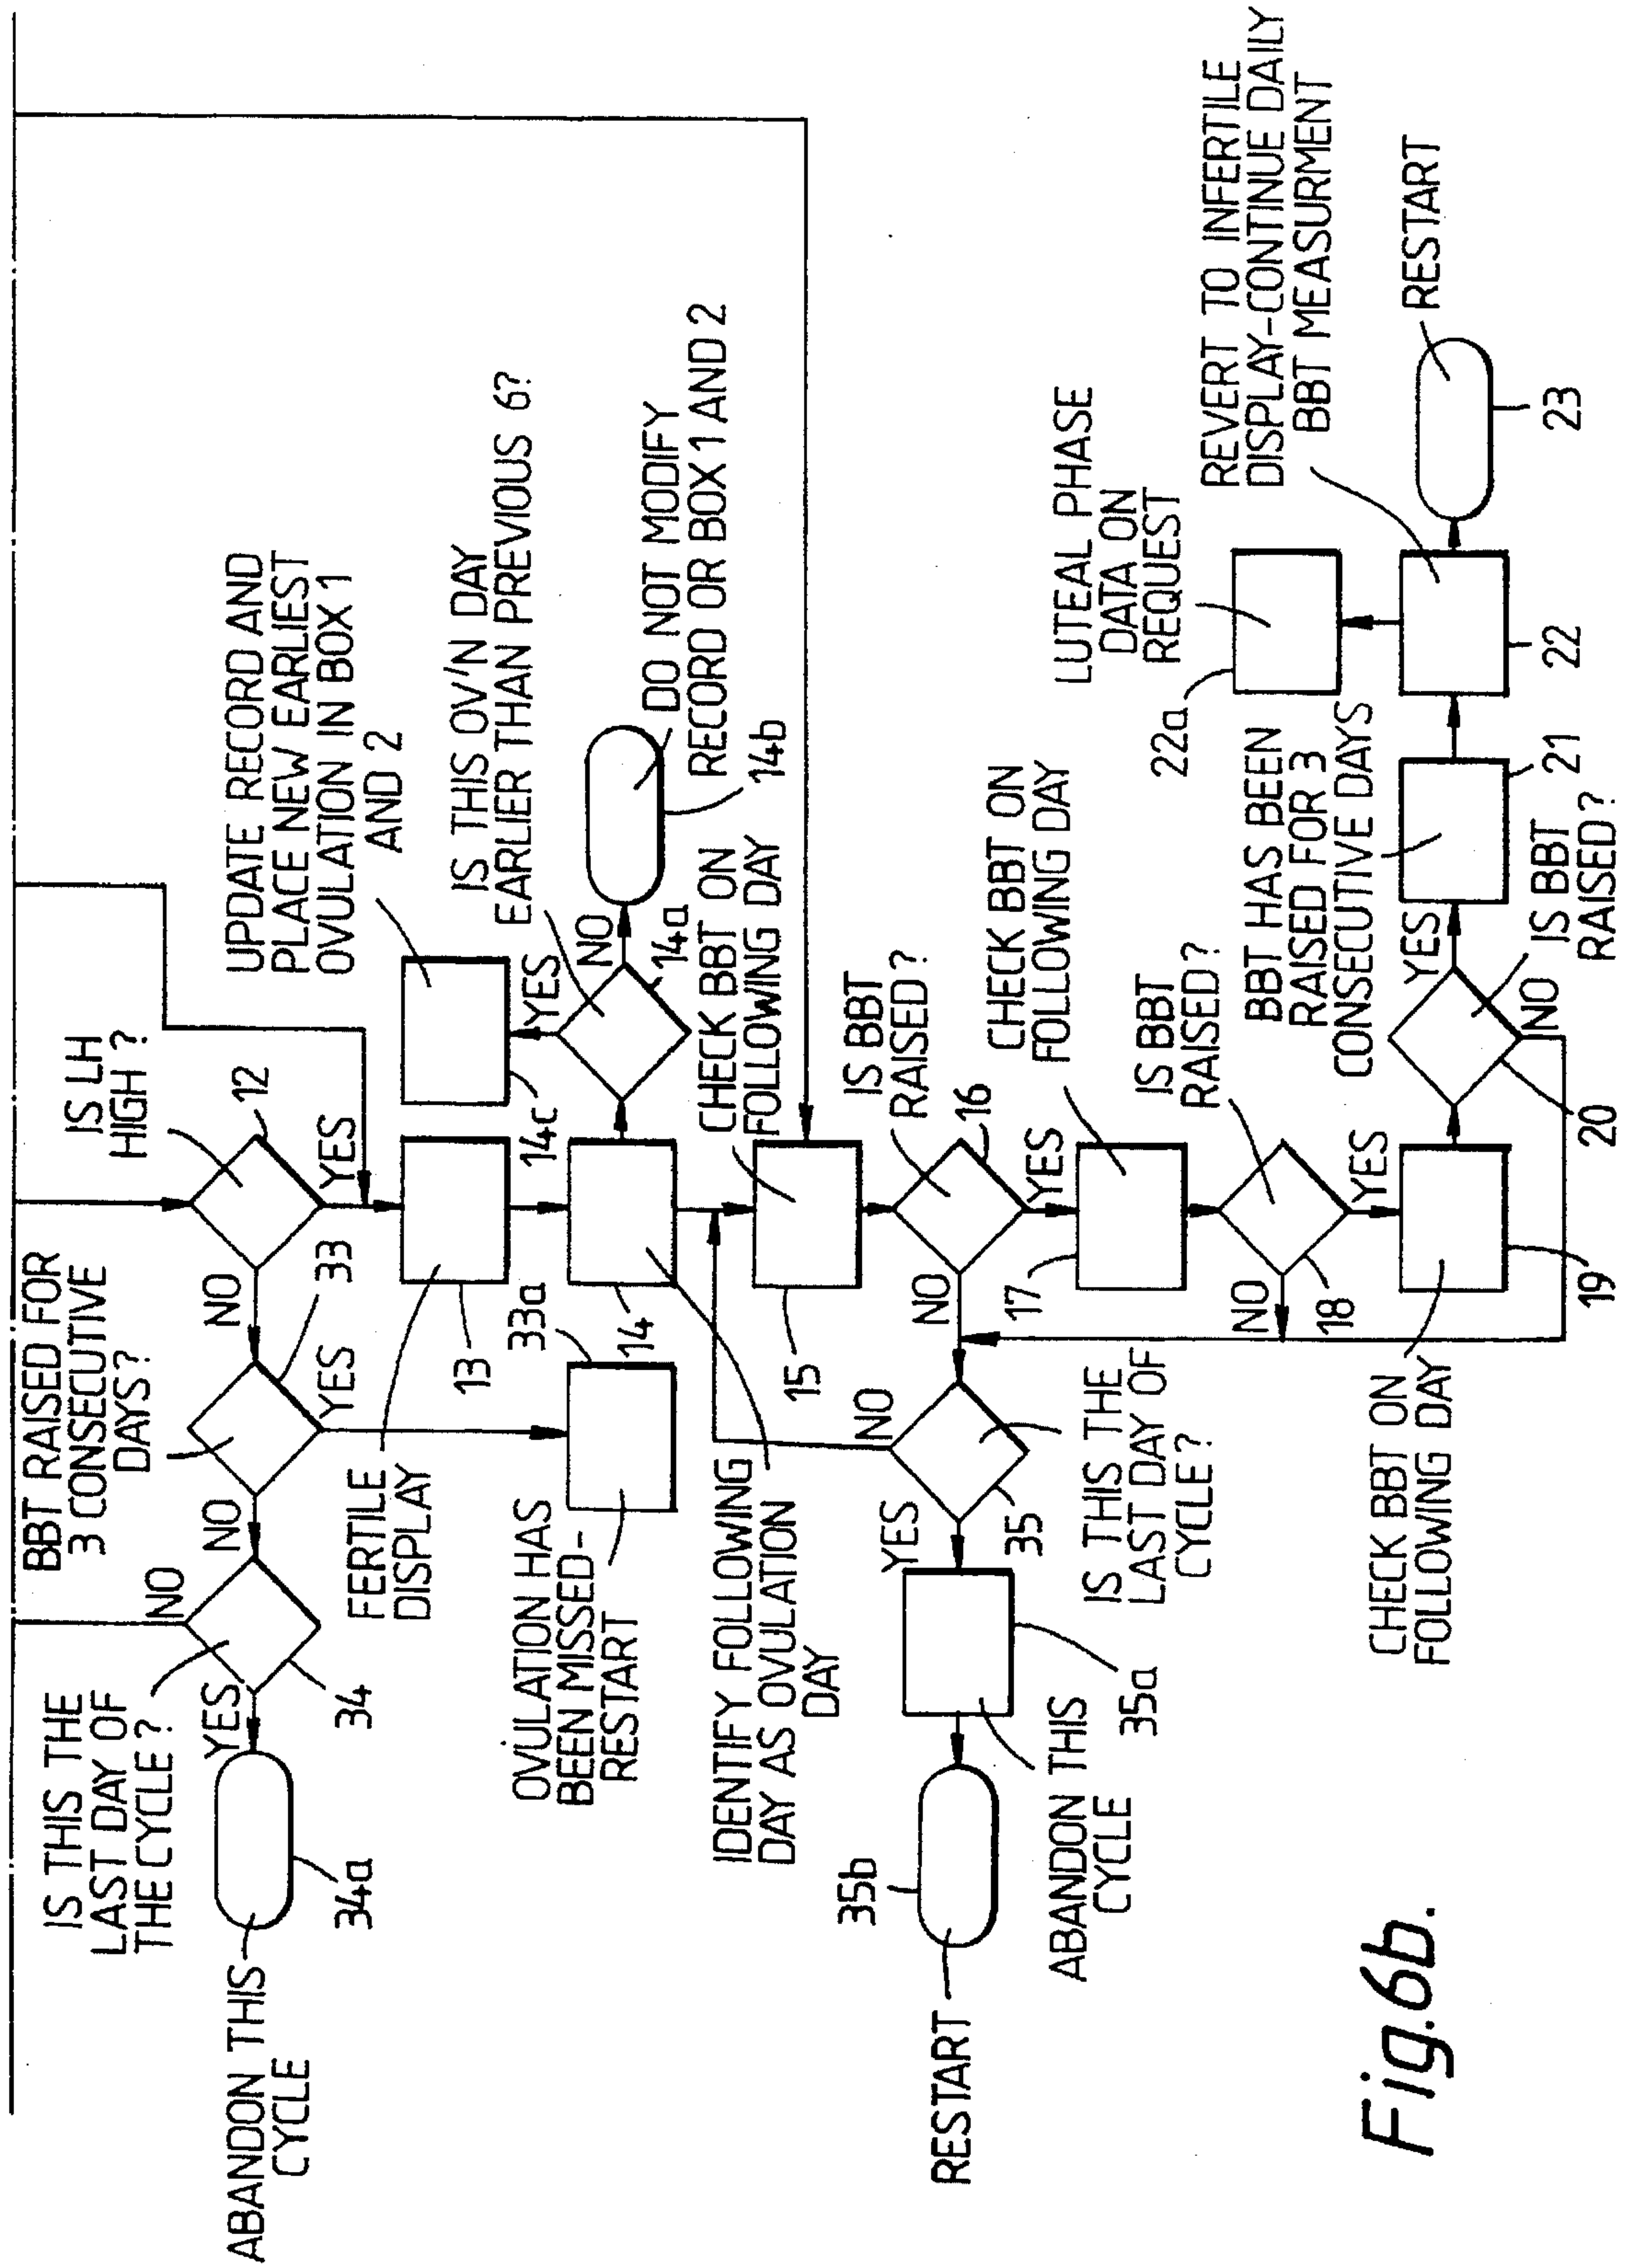 IS THIS THE
LAST DAY OF
THE CYCLE?
BBT RAISED FOR
3 CONSECUTIVE
DAYS?
IS LH
HIGH?
12
NO
YES
33
NO
YES
NO
YES
34
34a
ABANDON THIS
CYCLE
UPDATE RECORD AND
PLACE NEW EARLIEST
OVULATION IN BOX 1
AND 2
FERTILE
DISPLAY
13
14c
YES
IS THIS OV'N DAY
EARLIER THAN PREVIOUS 6?
NO
14a
DO NOT MODIFY
RECORD OR BOX 1 AND 2
14b
OVULATION HAS
BEEN MISSED-
RESTART
33a
14
IDENTIFY FOLLOWING
DAY AS OVULATION
DAY
CHECK BBT ON
FOLLOWING DAY
15
IS BBT
RAISED?
16
NO
YES
NO
YES
35
IS THIS THE
LAST DAY OF
CYCLE?
35a
35b
RESTART
ABANDON THIS
CYCLE
CHECK BBT ON
FOLLOWING DAY
17
IS BBT
RAISED?
NO
YES
18
LUTEAL PHASE
DATA ON
REQUEST
22a
REVERT TO INFERTILE
DISPLAY-CONTINUE DAILY
BBT MEASURMENT
BBT HAS BEEN
RAISED FOR 3
CONSECUTIVE DAYS
CHECK BBT ON
FOLLOWING DAY
19
YES
NO
20
IS BBT
RAISED?
21
22
23
RESTART
Fig.6b.